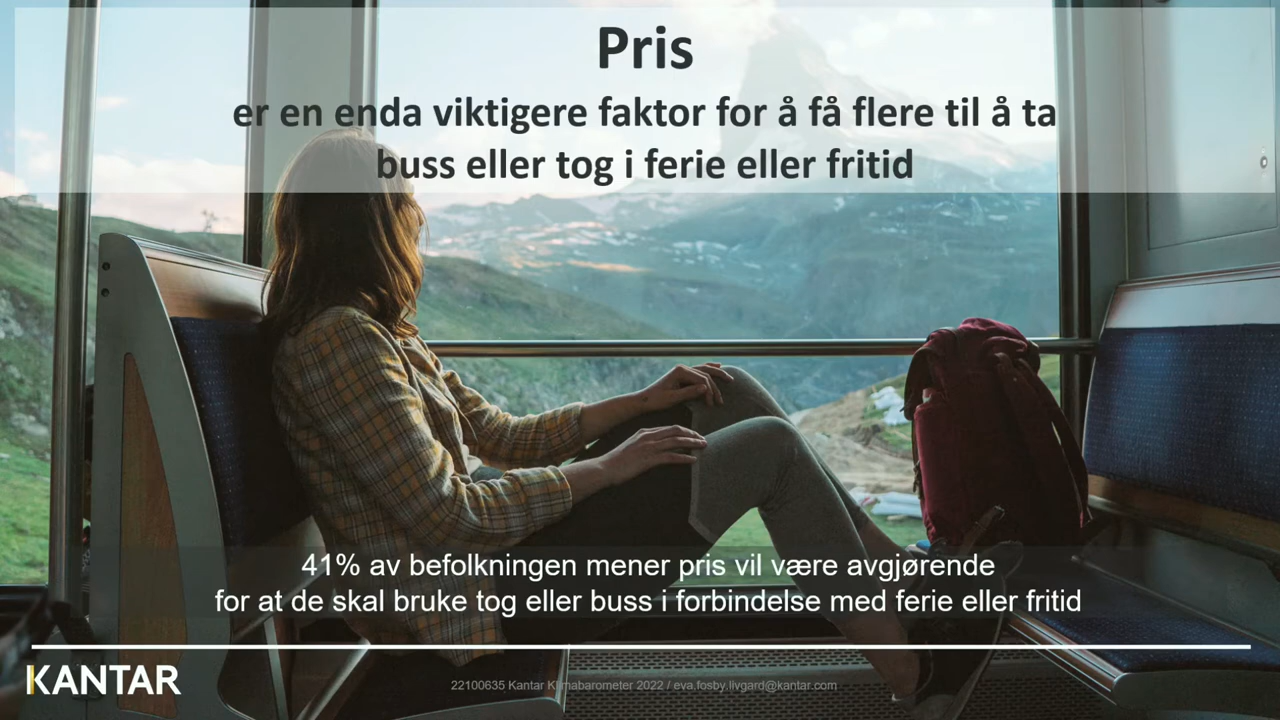 Pris
er en enda viktigere faktor for å få flere til å ta
buss eller tog i ferie eller fritid
41% av befolkningen mener pris vil være avgjørende
for at de skal bruke tog eller buss i forbindelse med ferie eller fritid
KANTAR
22100635 Kantar Klimabarometer 2022 / eva.fosby.livgard@kantar.com